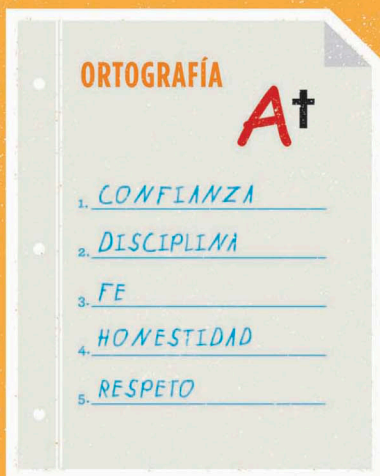 ORTOGRAFÍA
A†
1. CONFIANZA
2. DISCIPLINA
3. FE
4. HONESTIDAD
5. RESPETO